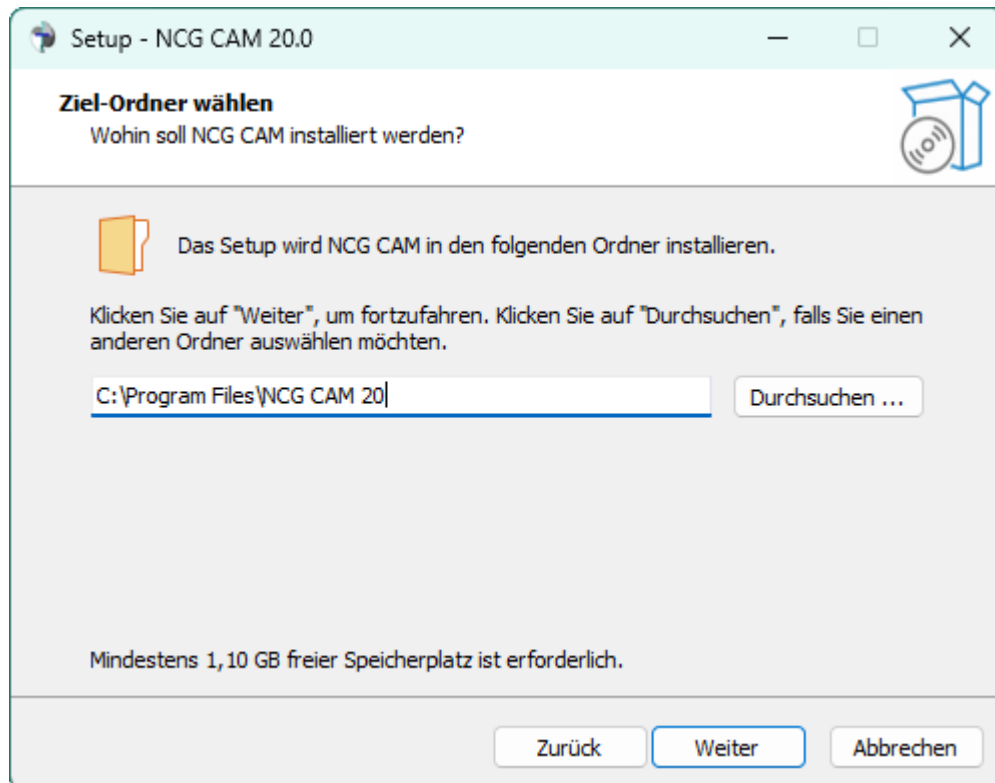 Setup - NCG CAM 20.0
Ziel-Ordner wählen
Wohin soll NCG CAM installiert werden?
Das Setup wird NCG CAM in den folgenden Ordner installieren.
Klicken Sie auf "Weiter", um fortzufahren. Klicken Sie auf "Durchsuchen", falls Sie einen
anderen Ordner auswählen möchten.
C:\Program Files\NCG CAM 20
Durchsuchen ...
Mindestens 1,10 GB freier Speicherplatz ist erforderlich.
Zurück
Weiter
Abbrechen